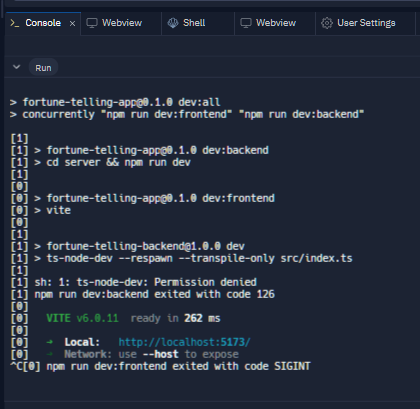 Console × Webview Shell Webview User Settings
Run
> fortune-telling-app@0.1.0 dev:all
> concurrently "npm run dev:frontend" "npm run dev:backend"
[1]
[1] > fortune-telling-app@0.1.0 dev:backend
[1] > cd server && npm run dev
[1]
[0]
[0] > fortune-telling-app@0.1.0 dev:frontend
[0] > vite
[0]
[1]
[1] > fortune-telling-backend@1.0.0 dev
[1] > ts-node-dev --respawn --transpile-only src/index.ts
[1]
[1] sh: 1: ts-node-dev: Permission denied
[1] npm run dev:backend exited with code 126
[0]
[0] VITE v6.0.11 ready in 262 ms
[0]
[0] ➜ Local: http://localhost:5173/
[0] ➜ Network: use --host to expose
^C[0] npm run dev:frontend exited with code SIGINT